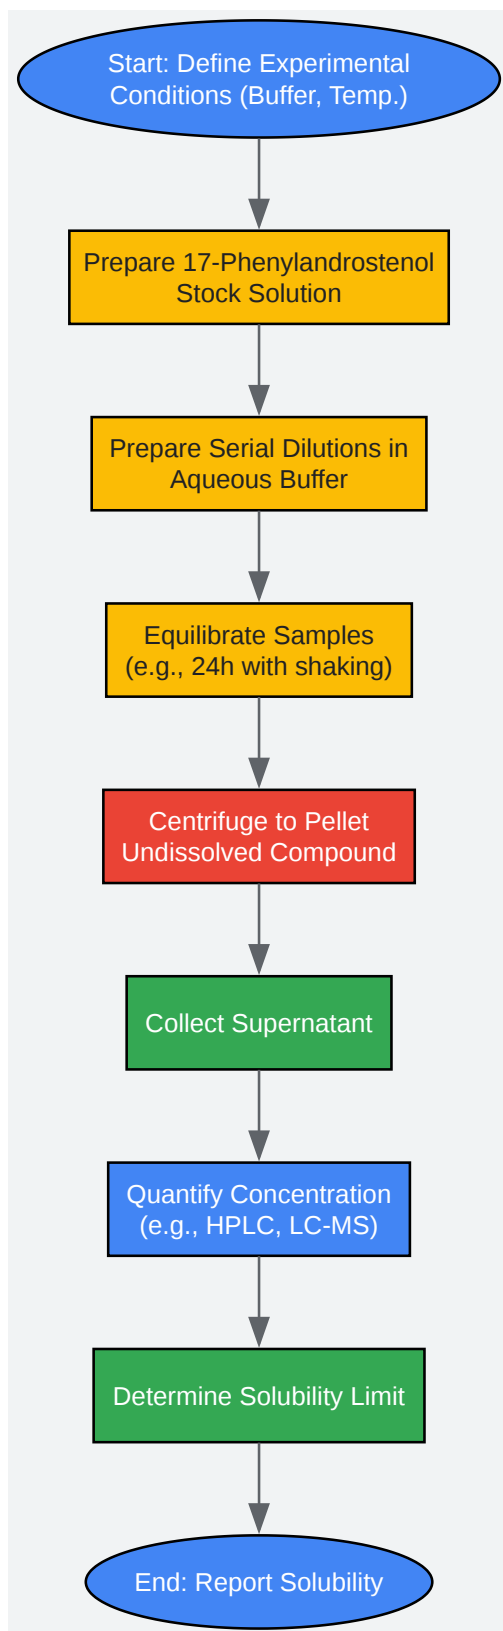 Start: Define Experimental
Conditions (Buffer, Temp.)
Prepare 17-Phenylandrostenol
Stock Solution
Prepare Serial Dilutions in
Aqueous Buffer
Equilibrate Samples
(e.g., 24h with shaking)
Centrifuge to Pellet
Undissolved Compound
Collect Supernatant
Quantify Concentration
(e.g., HPLC, LC-MS)
Determine Solubility Limit
End: Report Solubility